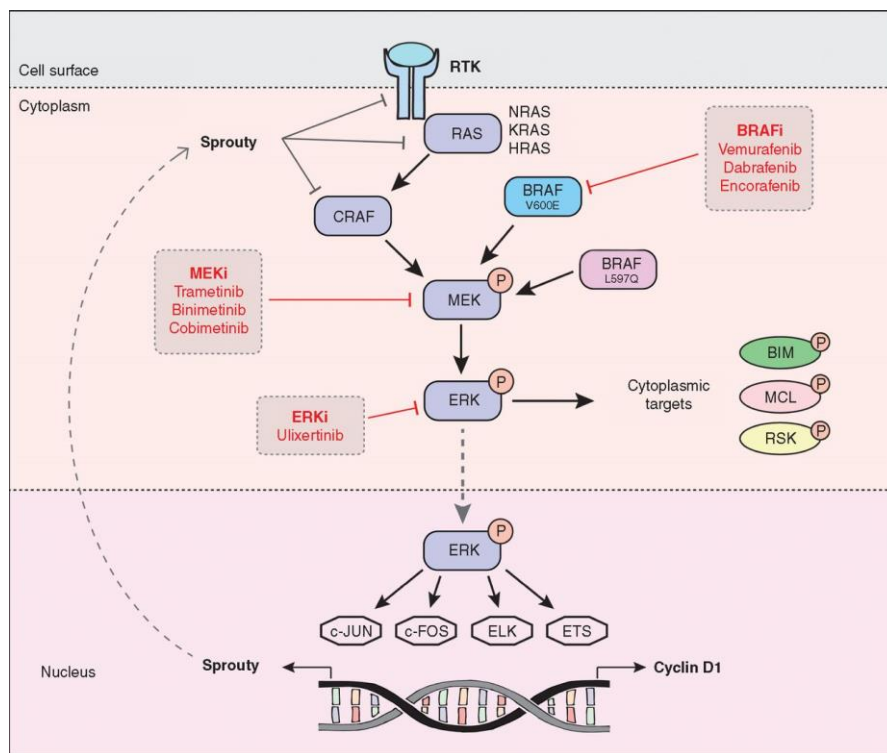 Cell surface
RTK
Cytoplasm
NRAS
KRAS
HRAS
RAS
Sprouty
BRAFi
Vemurafenib
Dabrafenib
Encorafenib
BRAF
V600E
CRAF
BRAF
L597Q
MEKi
Trametinib
Binimetinib
Cobimetinib
P
MEK
P
ERK
Cytoplasmic
targets
P
BIM
P
MCL
P
RSK
ERKi
Ulixertinib
P
ERK
c-JUN
c-FOS
ELK
ETS
Nucleus
Sprouty
Cyclin D1